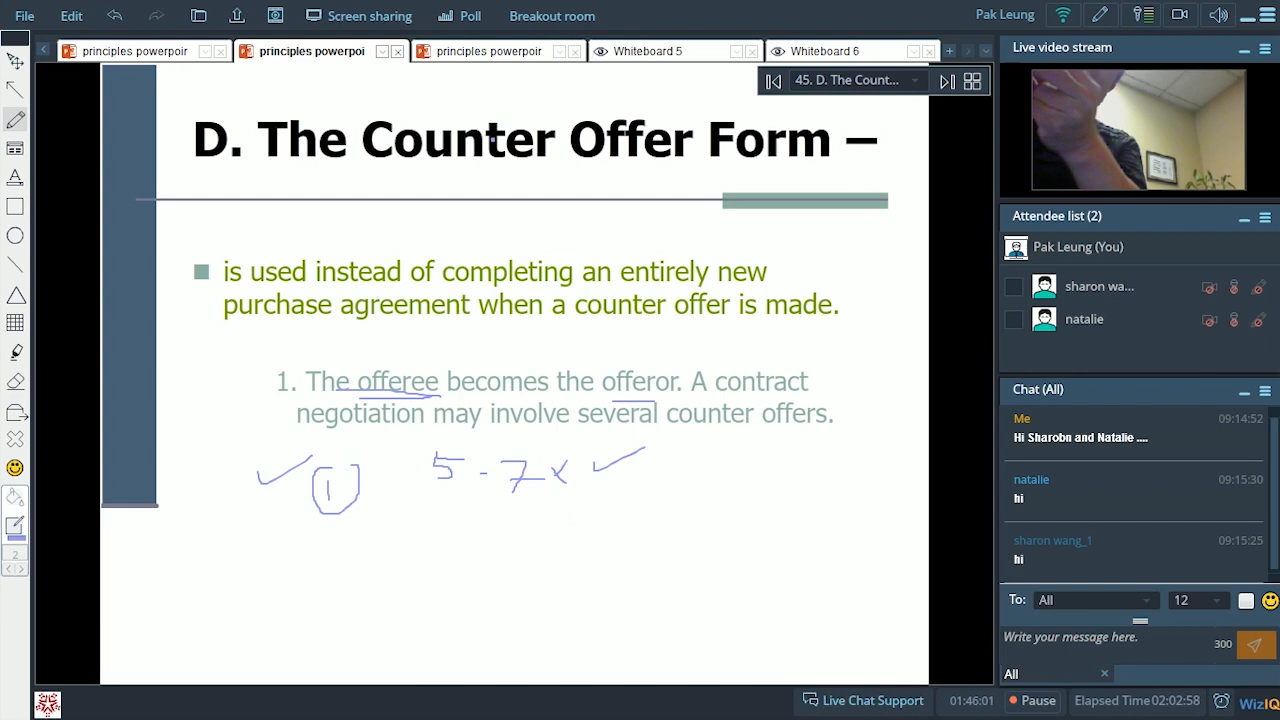 File Edit Screen sharing Poll Breakout room Pak Leung
principles powerpoir principles powerpoi principles powerpoir Whiteboard 5 Whiteboard 6
45. D. The Count...
D. The Counter Offer Form –
is used instead of completing an entirely new
purchase agreement when a counter offer is made.
1. The offeree becomes the offeror. A contract
negotiation may involve several counter offers.
1 5 - 7x
2
Live video stream
Attendee list (2)
Pak Leung (You)
sharon wa...
natalie
Chat (All)
Me 09:14:52
Hi Sharobn and Natalie ....
natalie 09:15:30
hi
sharon wang_1 09:15:25
hi
To: All 12
Write your message here. 300
All
Live Chat Support 01:46:01 Pause Elapsed Time 02:02:58 WizIQ